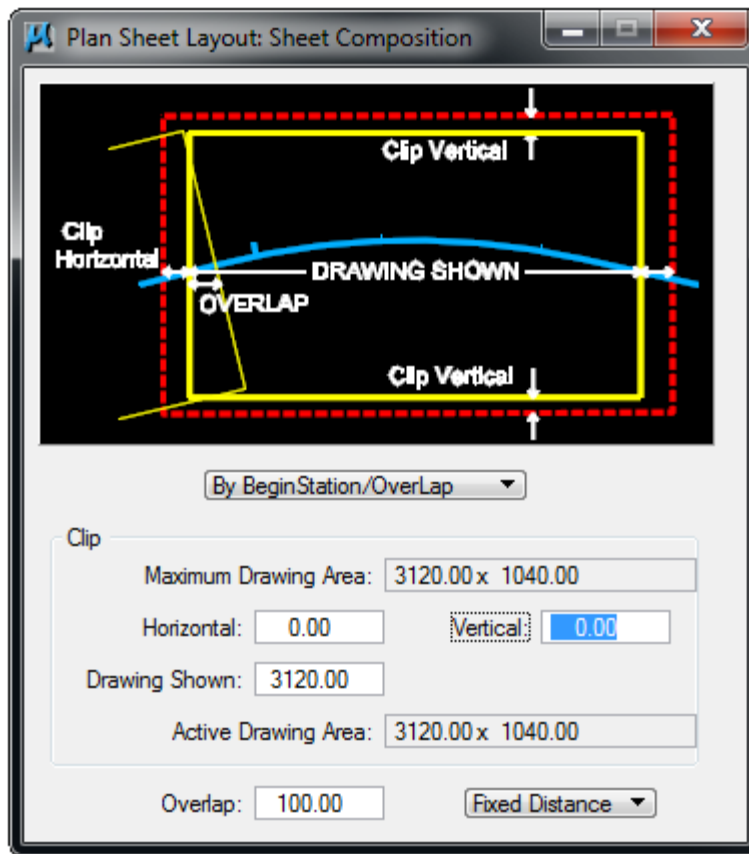 Plan Sheet Layout: Sheet Composition
Clip Vertical
Clip
Horizontal
DRAWING SHOWN
OVERLAP
Clip Vertical
By BeginStation/OverLap
Clip
Maximum Drawing Area: 3120.00 x 1040.00
Horizontal: 0.00 Vertical: 0.00
Drawing Shown: 3120.00
Active Drawing Area: 3120.00 x 1040.00
Overlap: 100.00 Fixed Distance